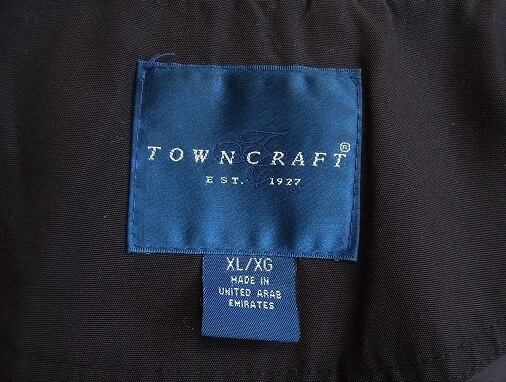 TOWNCRAFT®
EST. 1927
XL/XG
MADE IN
UNITED ARAB
EMIRATES